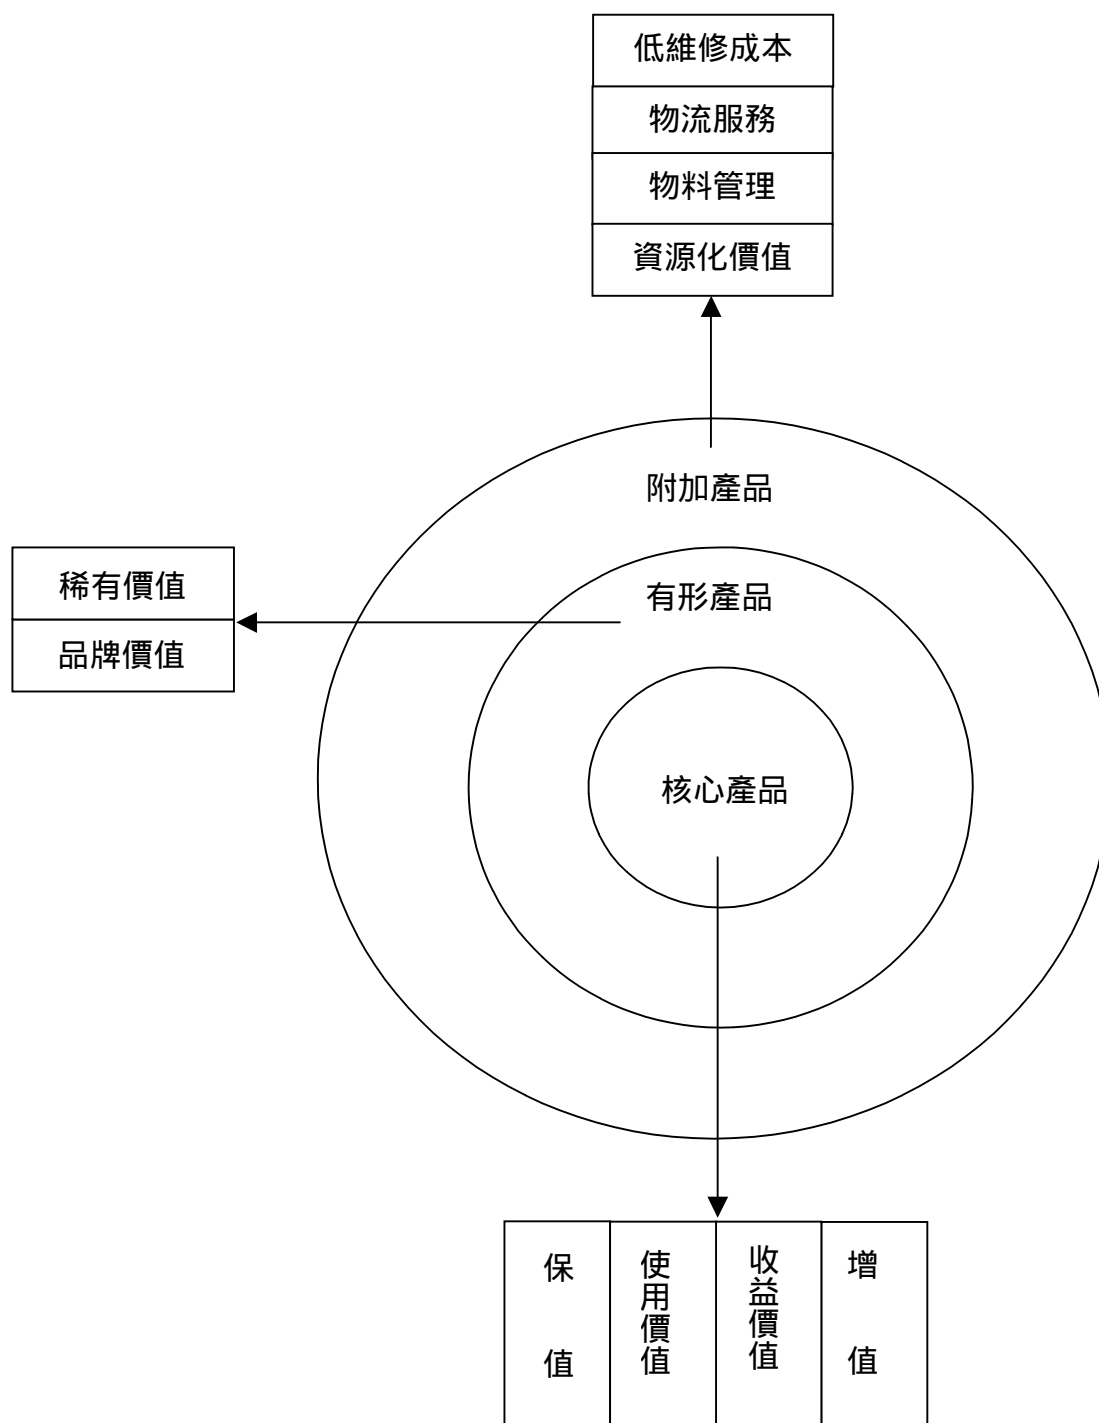 低維修成本
物流服務
物料管理
資源化價值
附加產品
有形產品
稀有價值
品牌價值
核心產品
保值
使用價值
收益價值
增值